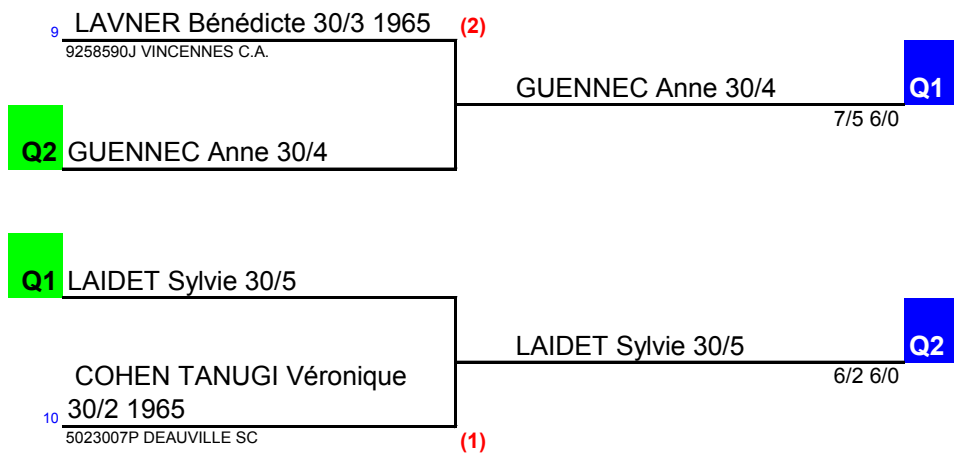 9 LAVNER Bénédicte 30/3 1965 (2)
9258590J VINCENNES C.A.
GUENNEC Anne 30/4 Q1
7/5 6/0
Q2 GUENNEC Anne 30/4
Q1 LAIDET Sylvie 30/5
LAIDET Sylvie 30/5 Q2
6/2 6/0
COHEN TANUGI Véronique
10 30/2 1965
5023007P DEAUVILLE SC (1)